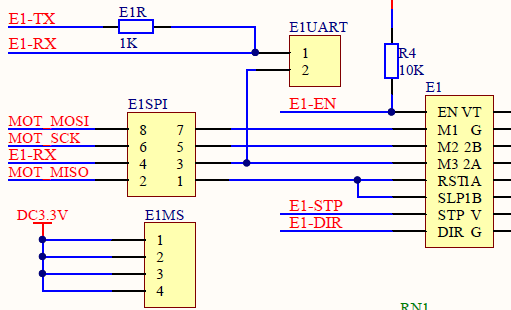 E1R
E1-TX
1K
E1-RX
E1UART
1
2
R4
10K
E1
E1-EN
EN VT
M1 G
M2 2B
M3 2A
RST1A
SLP1B
STP V
DIR G
E1SPI
MOT_MOSI 8 7
MOT_SCK 6 5
E1-RX 4 3
MOT_MISO 2 1
E1-STP
E1-DIR
DC3.3V
E1MS
1
2
3
4
RN1